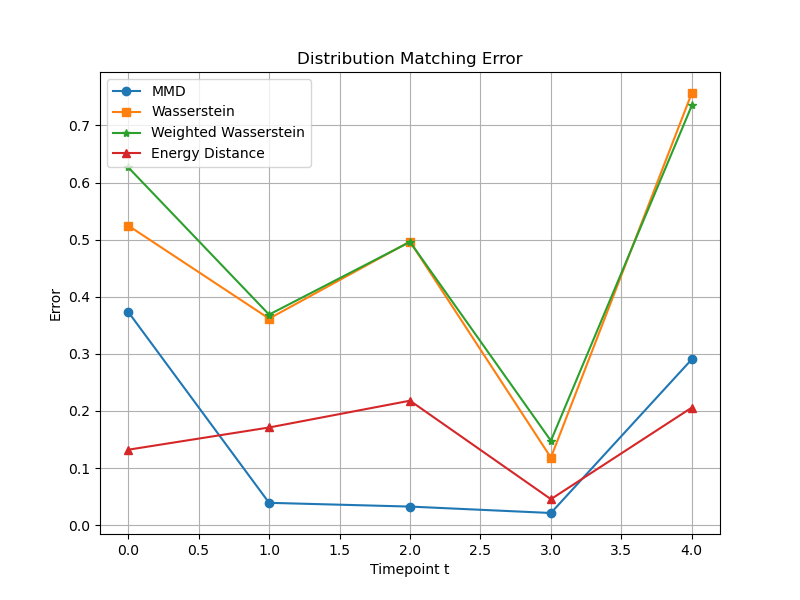 Distribution Matching Error
MMD
Wasserstein
Weighted Wasserstein
Energy Distance
Error
0.7
0.6
0.5
0.4
0.3
0.2
0.1
0.0
0.0 0.5 1.0 1.5 2.0 2.5 3.0 3.5 4.0
Timepoint t